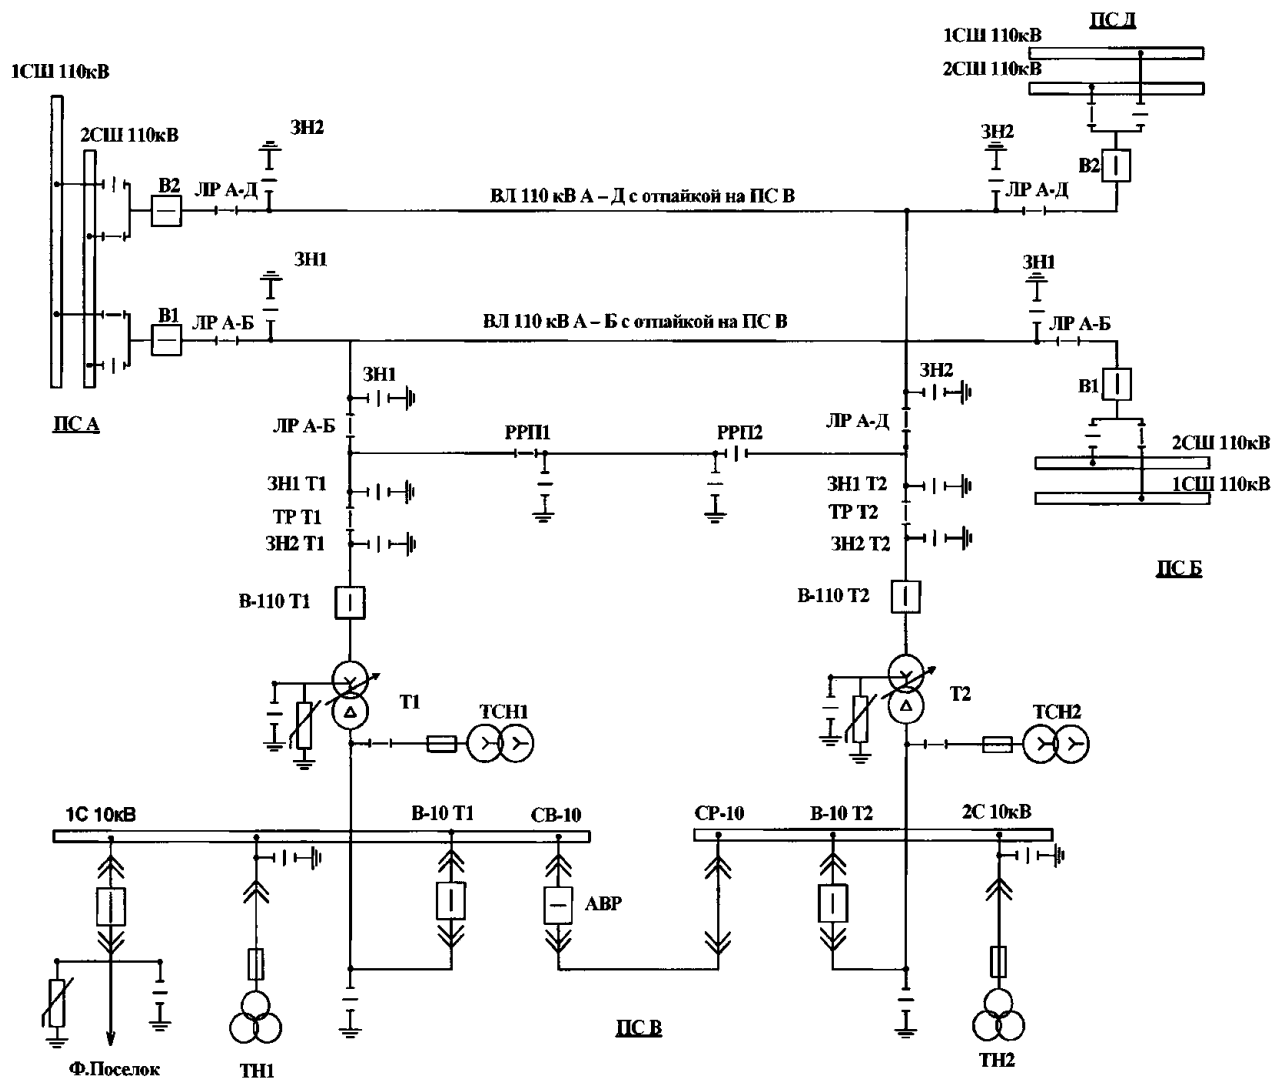 ПС Д
1СШ 110кВ
2СШ 110кВ
1СШ 110кВ
2СШ 110кВ
ЗН2
ЗН2
В2
В2
ЛР А-Д
ВЛ 110 кВ А – Д с отпайкой на ПС В
ЛР А-Д
ЗН1
ЗН1
В1
ЛР А-Б
ВЛ 110 кВ А – Б с отпайкой на ПС В
ЛР А-Б
ЗН1
ЗН2
В1
ПС А
ЛР А-Б
РРП1
РРП2
ЛР А-Д
2СШ 110кВ
1СШ 110кВ
ЗН1 Т1
ЗН1 Т2
ТР Т1
ТР Т2
ЗН2 Т1
ЗН2 Т2
ПС Б
В-110 Т1
В-110 Т2
Т1
Т2
ТСН1
ТСН2
1С 10кВ
В-10 Т1
СВ-10
СР-10
В-10 Т2
2С 10кВ
АВР
ПС В
Ф.Поселок
ТН1
ТН2